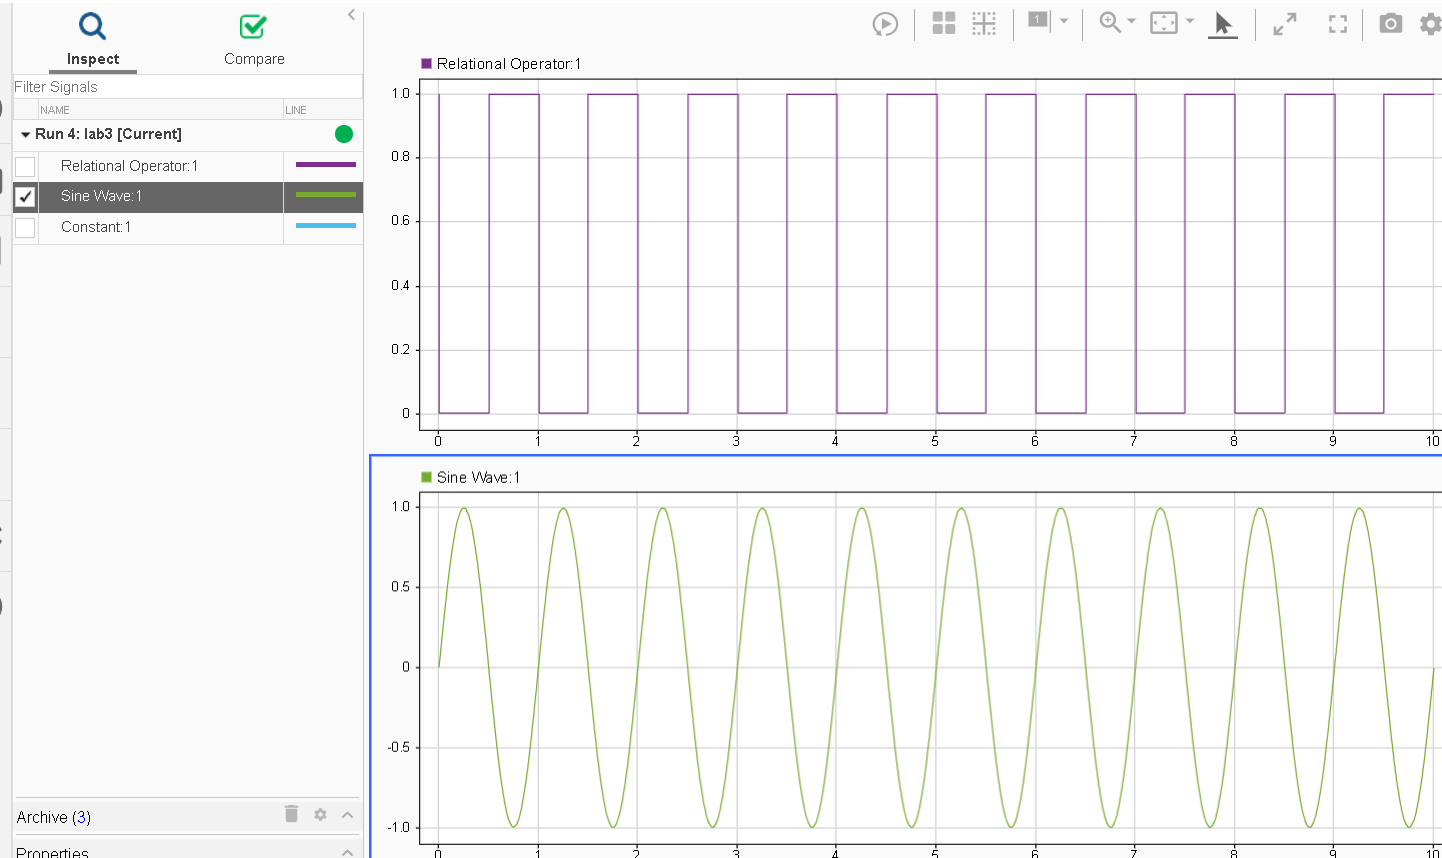 Inspect
Compare
Filter Signals
NAME LINE
Run 4: lab3 [Current]
Relational Operator:1
Sine Wave:1
Constant:1
Archive (3)
Properties
1
Relational Operator:1
1.0
0.8
0.6
0.4
0.2
0
0 1 2 3 4 5 6 7 8 9 10
Sine Wave:1
1.0
0.5
0
-0.5
-1.0
0 1 2 3 4 5 6 7 8 9 10